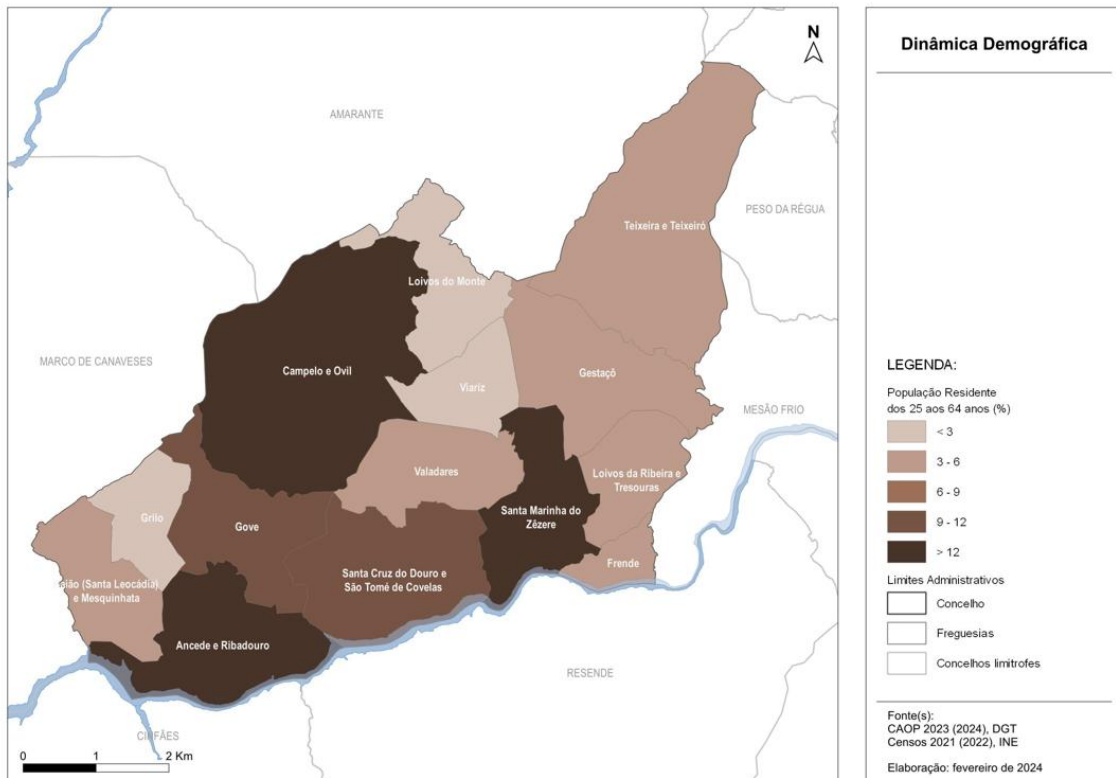 N
AMARANTE
PESO DA RÉGUA
Teixeira e Teixeiró
Loivos do Monte
MARCO DE CANAVESES
Campelo e Ovil
Gestaçô
Viariz
MESÃO FRIO
Valadares
Loivos da Ribeira e
Tresouras
Santa Marinha do
Zêzere
Grilo
Gove
Frende
Santa Cruz do Douro e
São Tomé de Covelas
(Santa Leocádia)
e Mesquinhata
Ancede e Ribadouro
RESENDE
CINFÃES
0 1 2 Km
Dinâmica Demográfica
LEGENDA:
População Residente
dos 25 aos 64 anos (%)
< 3
3 - 6
6 - 9
9 - 12
> 12
Limites Administrativos
Concelho
Freguesias
Concelhos limítrofes
Fonte(s):
CAOP 2023 (2024), DGT
Censos 2021 (2022), INE
Elaboração: fevereiro de 2024